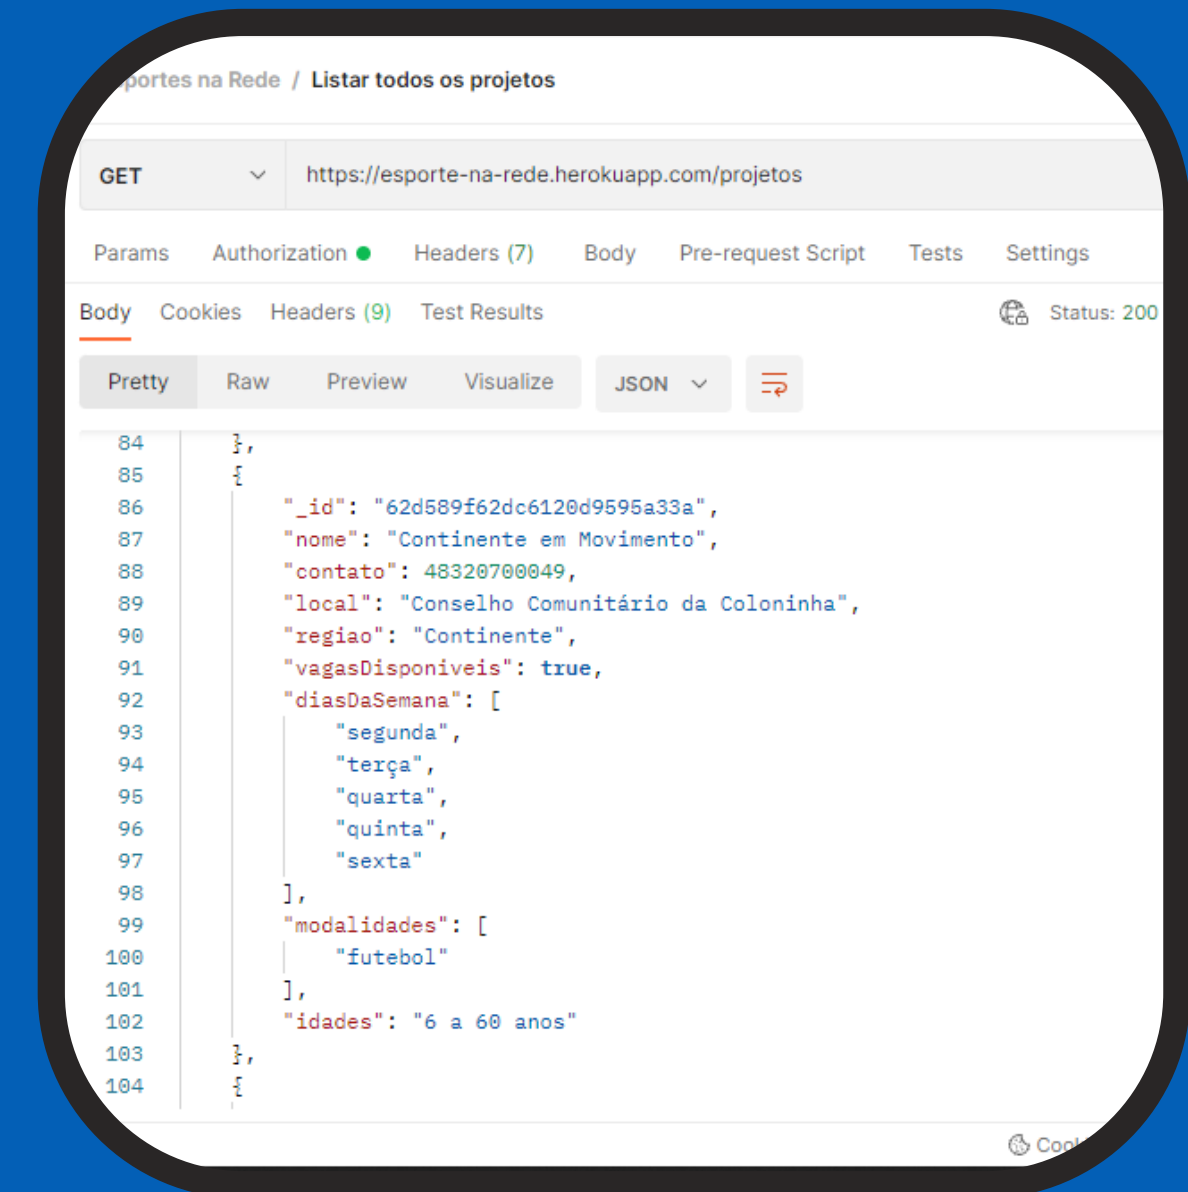 na Rede / Listar todos os projetos
GET https://esporte-na-rede.herokuapp.com/projetos
Params Authorization Headers (7) Body Pre-request Script Tests Settings
Body Cookies Headers (9) Test Results Status: 200
Pretty Raw Preview Visualize JSON
84 },
85 {
86 "_id": "62d589f62dc6120d9595a33a",
87 "nome": "Continente em Movimento",
88 "contato": 48320700049,
89 "local": "Conselho Comunitário da Coloninha",
90 "regiao": "Continente",
91 "vagasDisponiveis": true,
92 "diasDaSemana": [
93 "segunda",
94 "terça",
95 "quarta",
96 "quinta",
97 "sexta"
98 ],
99 "modalidades": [
100 "futebol"
101 ],
102 "idades": "6 a 60 anos"
103 },
104 {